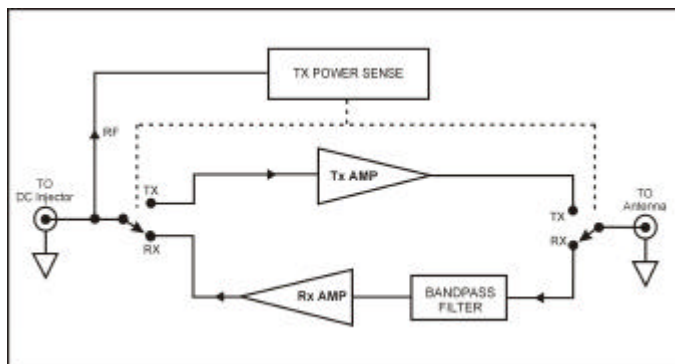 TX POWER SENSE
RF
TO
DC Injector
TX
Tx AMP
TX
TO
Antenna
RX
RX
Rx AMP
BANDPASS
FILTER